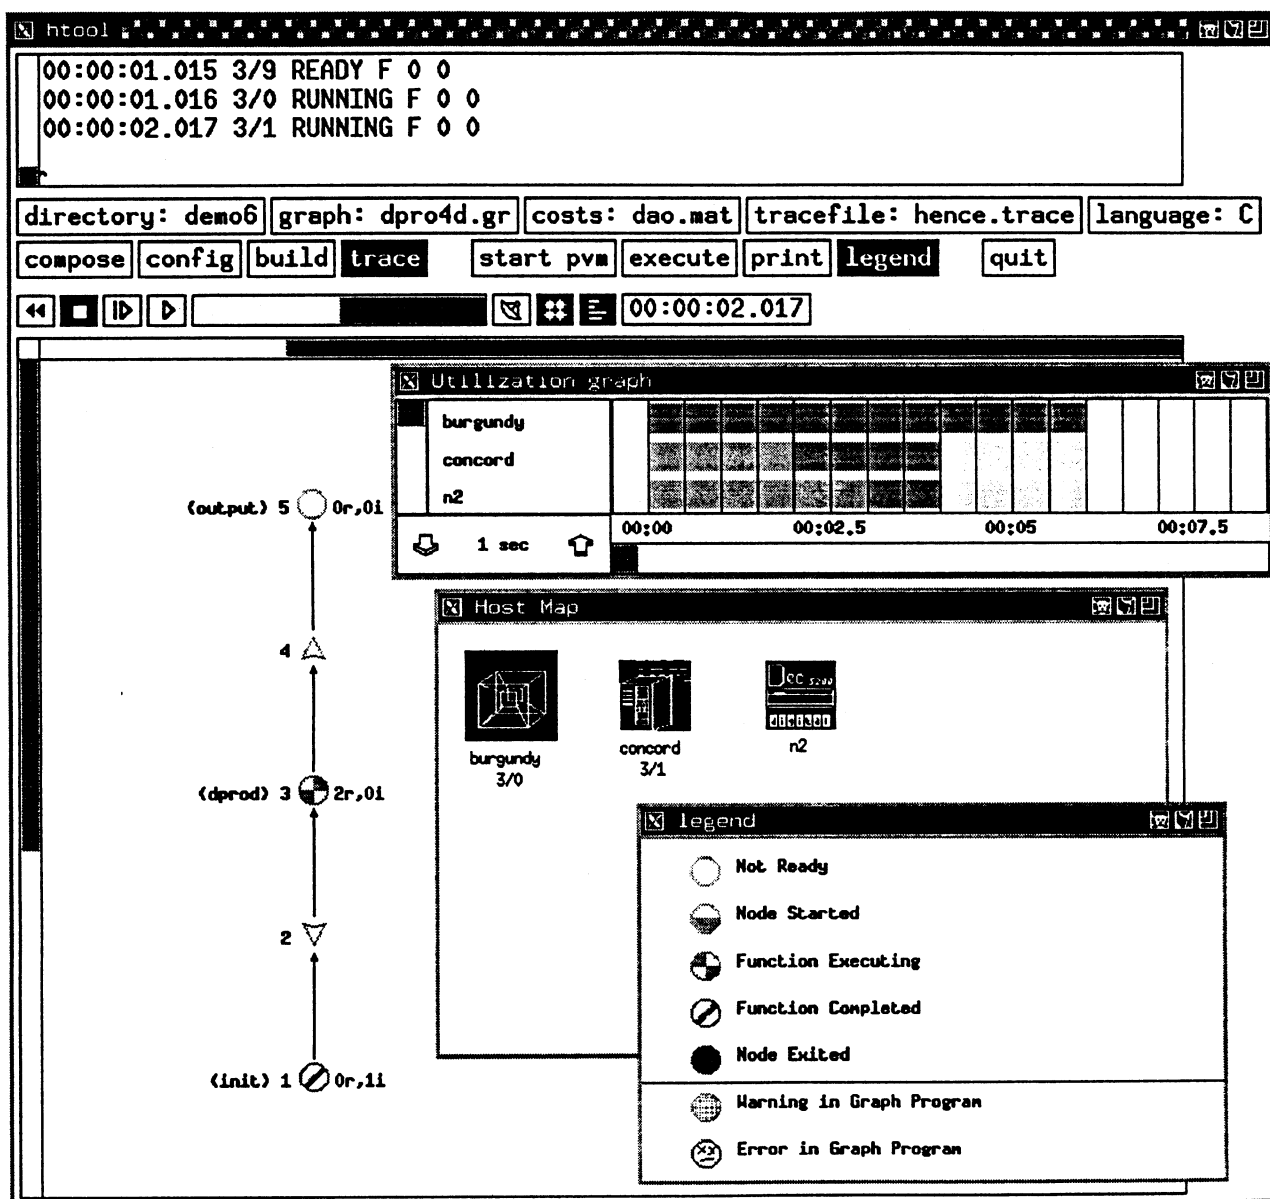 htool
00:00:01.015 3/9 READY F 0 0
00:00:01.016 3/0 RUNNING F 0 0
00:00:02.017 3/1 RUNNING F 0 0
directory: demo6 graph: dpro4d.gr costs: dao.mat tracefile: hence.trace language: C
compose config build trace start pvm execute print legend quit
00:00:02.017
Utilization graph
burgundy
concord
n2
00:00 00:02.5 00:05 00:07.5
1 sec
(output) 5 0r,0i
Host Map
4
Dec 5200
digital
burgundy
3/0
concord
3/1
n2
(dprod) 3 2r,0i
legend
Not Ready
Node Started
2
Function Executing
Function Completed
Node Exited
(init) 1 0r,1i
Warning in Graph Program
Error in Graph Program